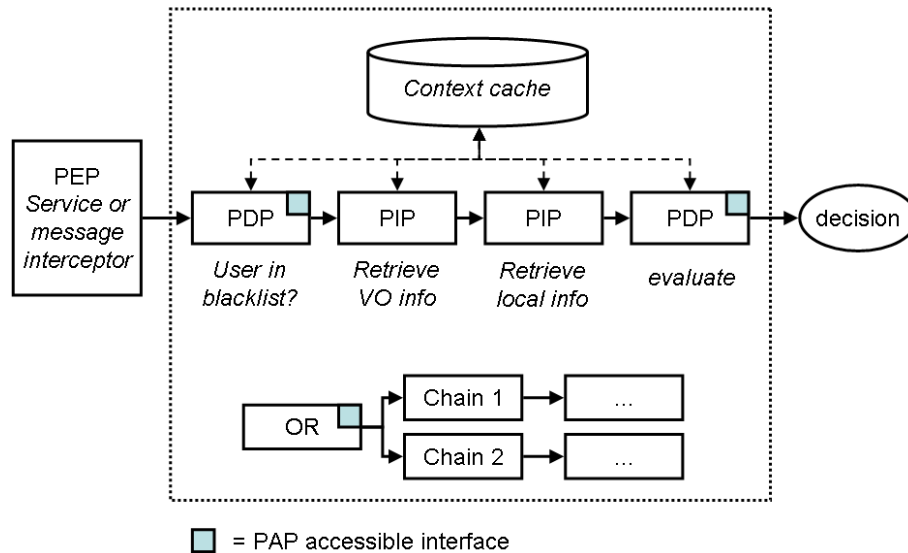 Context cache
PEP
Service or
message
interceptor
PDP
PIP
PIP
PDP
decision
User in
blacklist?
Retrieve
VO info
Retrieve
local info
evaluate
OR
Chain 1
...
Chain 2
...
= PAP accessible interface